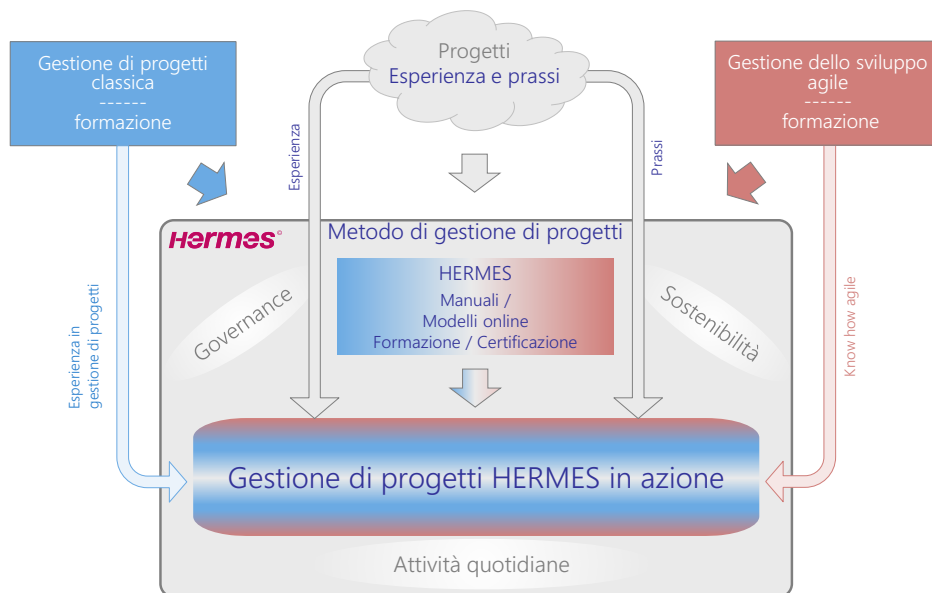 Gestione di progetti
classica
------
formazione
Progetti
Esperienza e prassi
Gestione dello sviluppo
agile
------
formazione
Esperienza
Prassi
Hermes©
Metodo di gestione di progetti
HERMES
Manuali /
Modelli online
Formazione / Certificazione
Governance
Sostenibilità
Esperienza in
gestione di progetti
Know how agile
Gestione di progetti HERMES in azione
Attività quotidiane